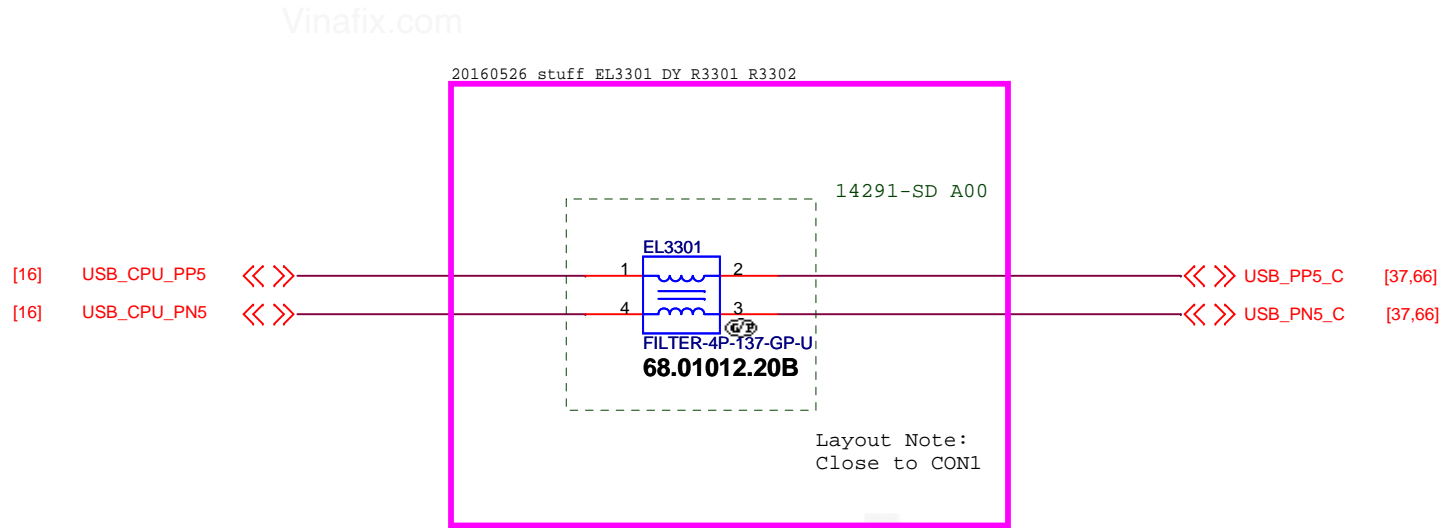 Vinafix.com
20160526 stuff EL3301 DY R3301 R3302
14291-SD A00
EL3301
[16] USB_CPU_PP5 1 2 USB_PP5_C [37,66]
[16] USB_CPU_PN5 4 3 USB_PN5_C [37,66]
G/P
FILTER-4P-137-GP-U
68.01012.20B
Layout Note:
Close to CON1